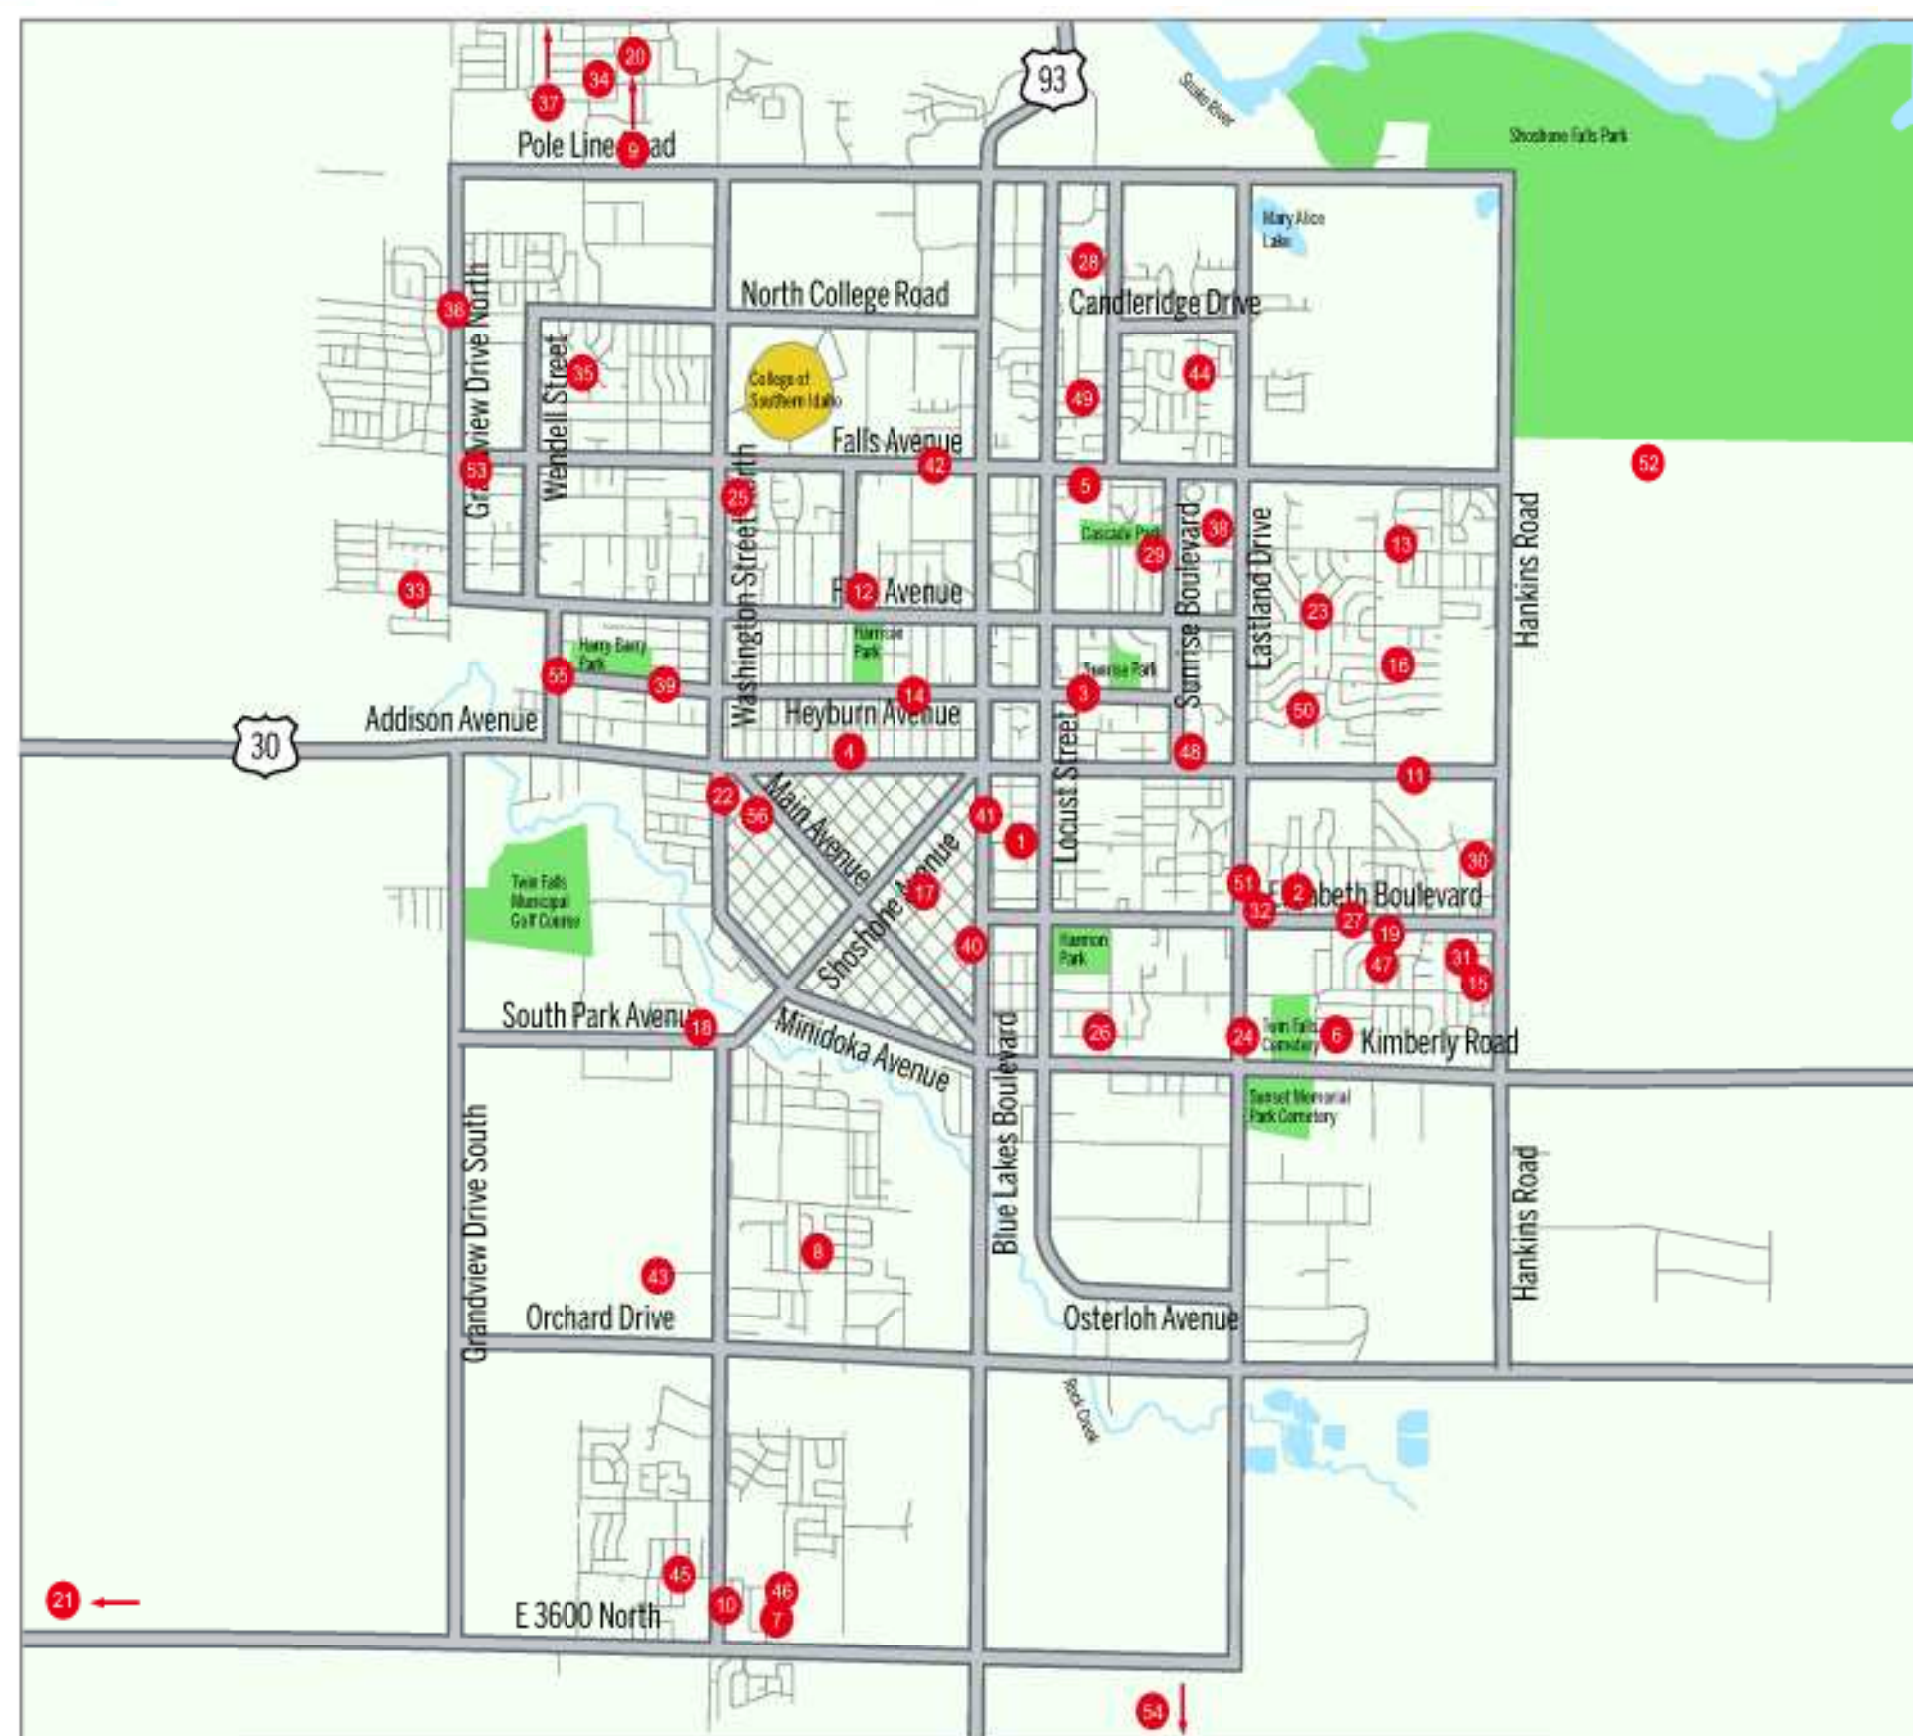 20
34
37
93
Pole Line
ad
9
Snake River
Shoshone Falls Park
Mary Alice
Lake
28
North College Road
Candleridge Drive
38
Grandview Drive North
Wendell Street
35
College of
Southern Idaho
44
49
Falls Avenue
42
53
52
5
25
Washington Street North
Cascade Park
38
29
13
Sunrise Boulevard
Eastland Drive
Hankins Road
33
12
Avenue
23
Harry Barry
Park
Harmon
Park
Sunrise Park
16
55
39
14
3
Addison Avenue
Heyburn Avenue
50
30
4
Locust Street
48
11
22
56
Main Avenue
41
1
Shoshone Avenue
17
30
51
2
Elizabeth Boulevard
32
27
Twin Falls
Municipal
Golf Course
40
Harmon
Park
19
47
31
15
South Park Avenue
18
Minidoka Avenue
26
24
Twin Falls
Cemetery
6
Kimberly Road
Blue Lakes Boulevard
Sunset Memorial
Park Cemetery
Grandview Drive South
Hankins Road
8
43
Orchard Drive
Osterloh Avenue
Rock Creek
45
46
21
10
7
E 3600 North
54